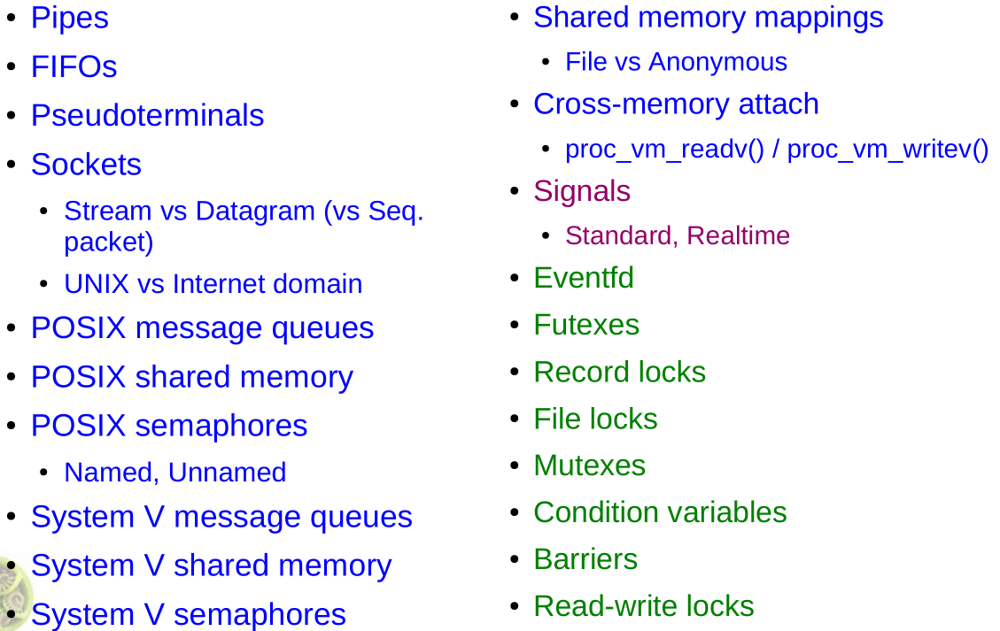 Pipes
FIFOs
Pseudoterminals
Sockets
Stream vs Datagram (vs Seq.
packet)
UNIX vs Internet domain
POSIX message queues
POSIX shared memory
POSIX semaphores
Named, Unnamed
System V message queues
System V shared memory
System V semaphores
Shared memory mappings
File vs Anonymous
Cross-memory attach
proc_vm_readv() / proc_vm_writev()
Signals
Standard, Realtime
Eventfd
Futexes
Record locks
File locks
Mutexes
Condition variables
Barriers
Read-write locks